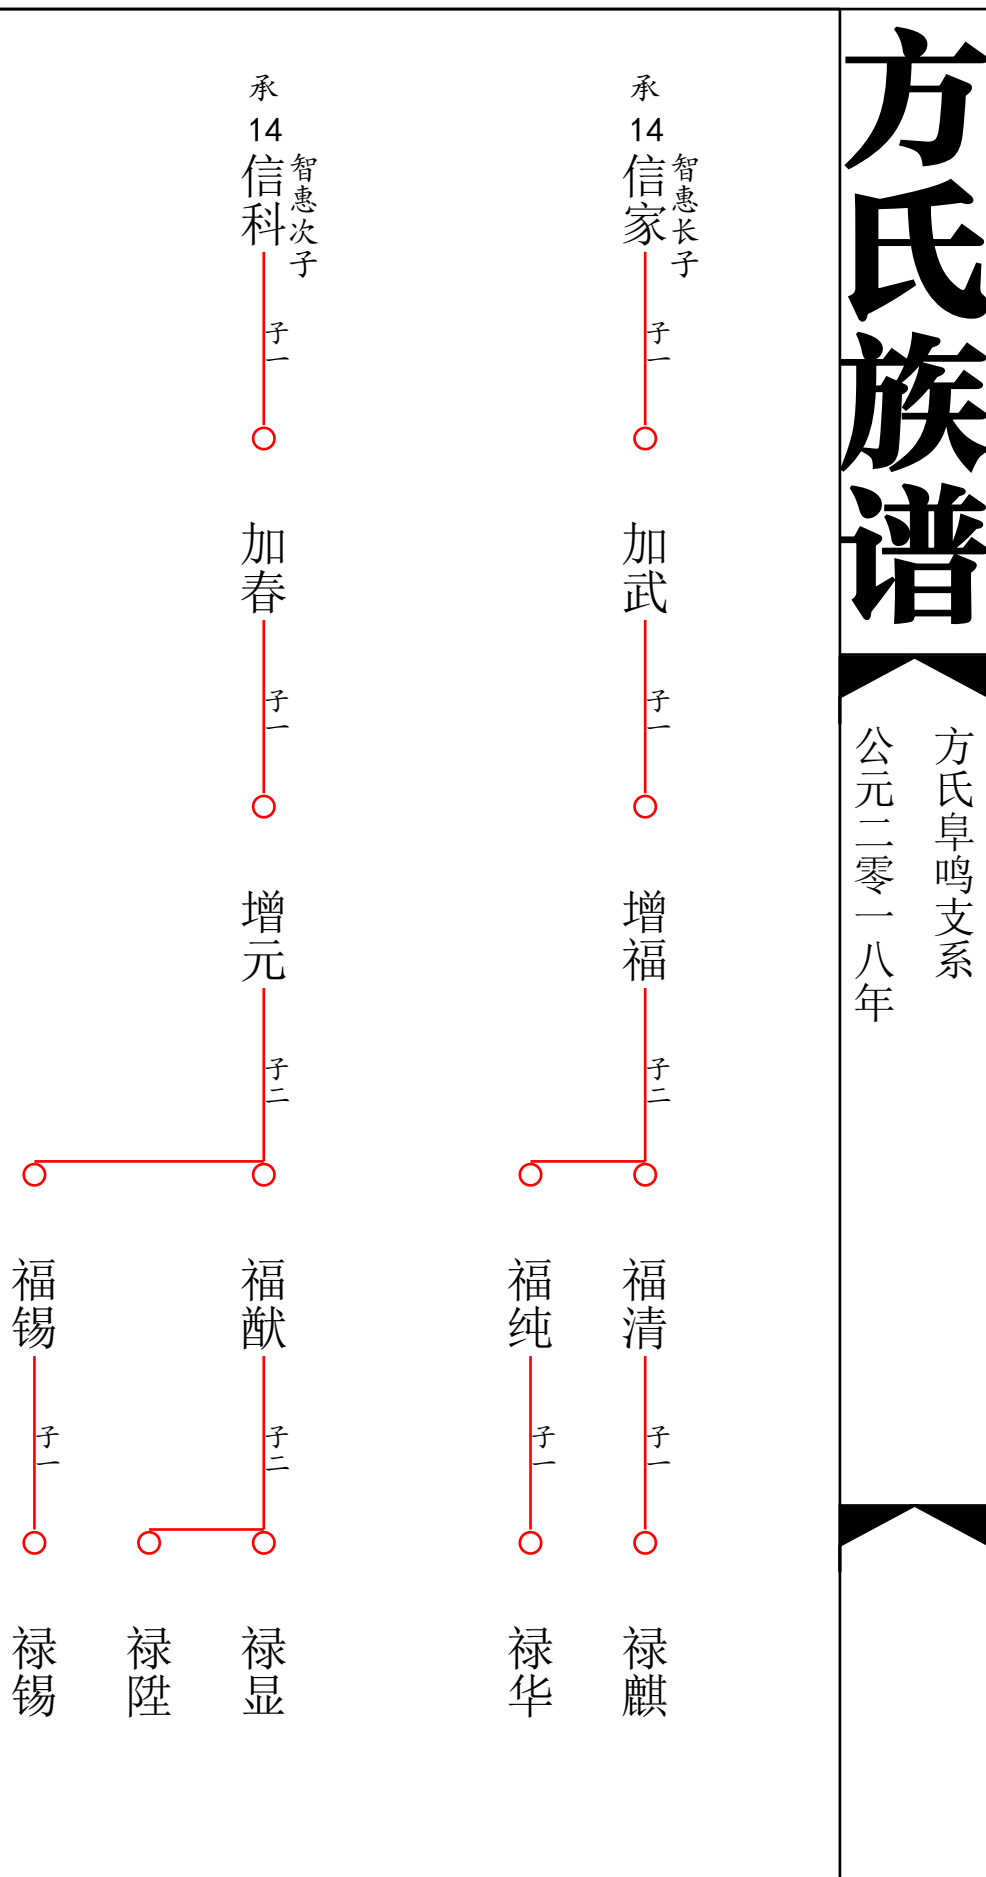 方氏族谱
方氏阜鸣支系
公元二零一八年
承
14
信家
智惠长子
子一
加武
子一
增福
子二
福清
子一
禄麒
福纯
子一
禄华
承
14
信科
智惠次子
子一
加春
子一
增元
子二
福猷
子二
禄显
禄陞
福锡
子一
禄锡